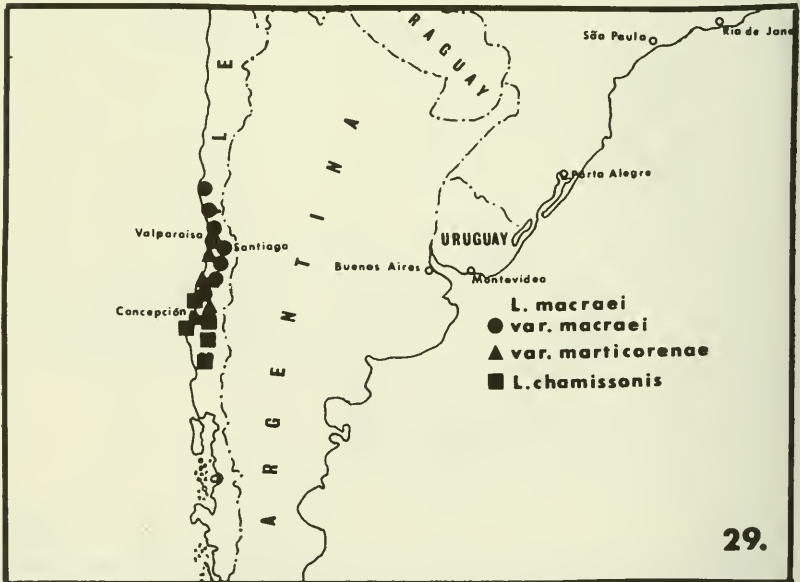 RAGUAY
São Paulo
Rio de Jane
L E
ARGENTINA
Porto Alegre
Valparaiso
Santiago
URUGUAY
Buenos Aires
Montevideo
L. macraei
Concepción
● var. macraei
▲ var. marticorenae
■ L.chamissonis
29.